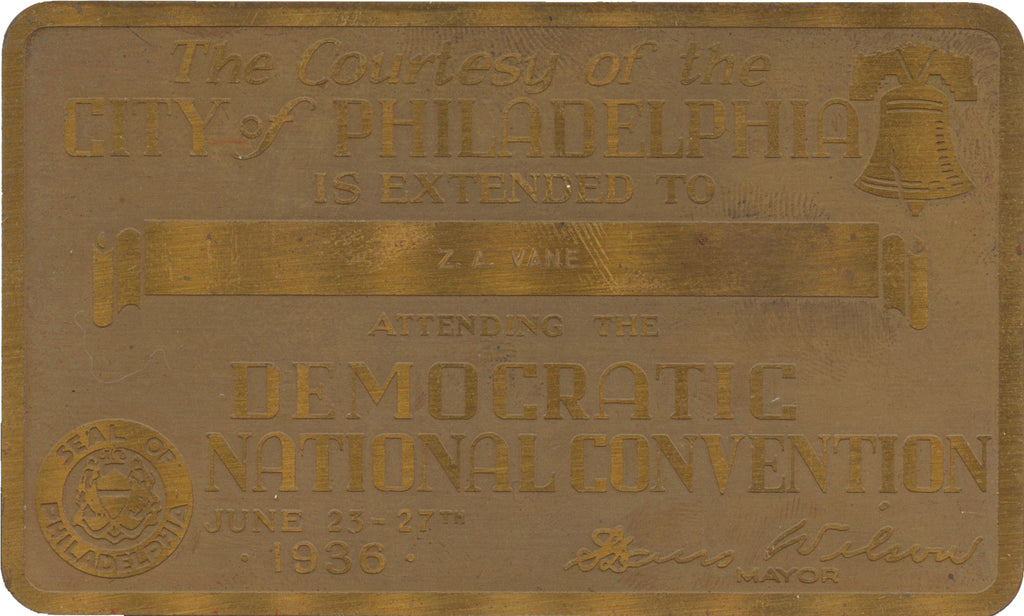 The Courtesy of the
CITY of PHILADELPHIA
IS EXTENDED TO
Z. A. VANE
ATTENDING THE
DEMOCRATIC
NATIONAL CONVENTION
SEAL OF
PHILADELPHIA
JUNE 23-27TH
· 1936 ·
S. Davis Wilson
MAYOR